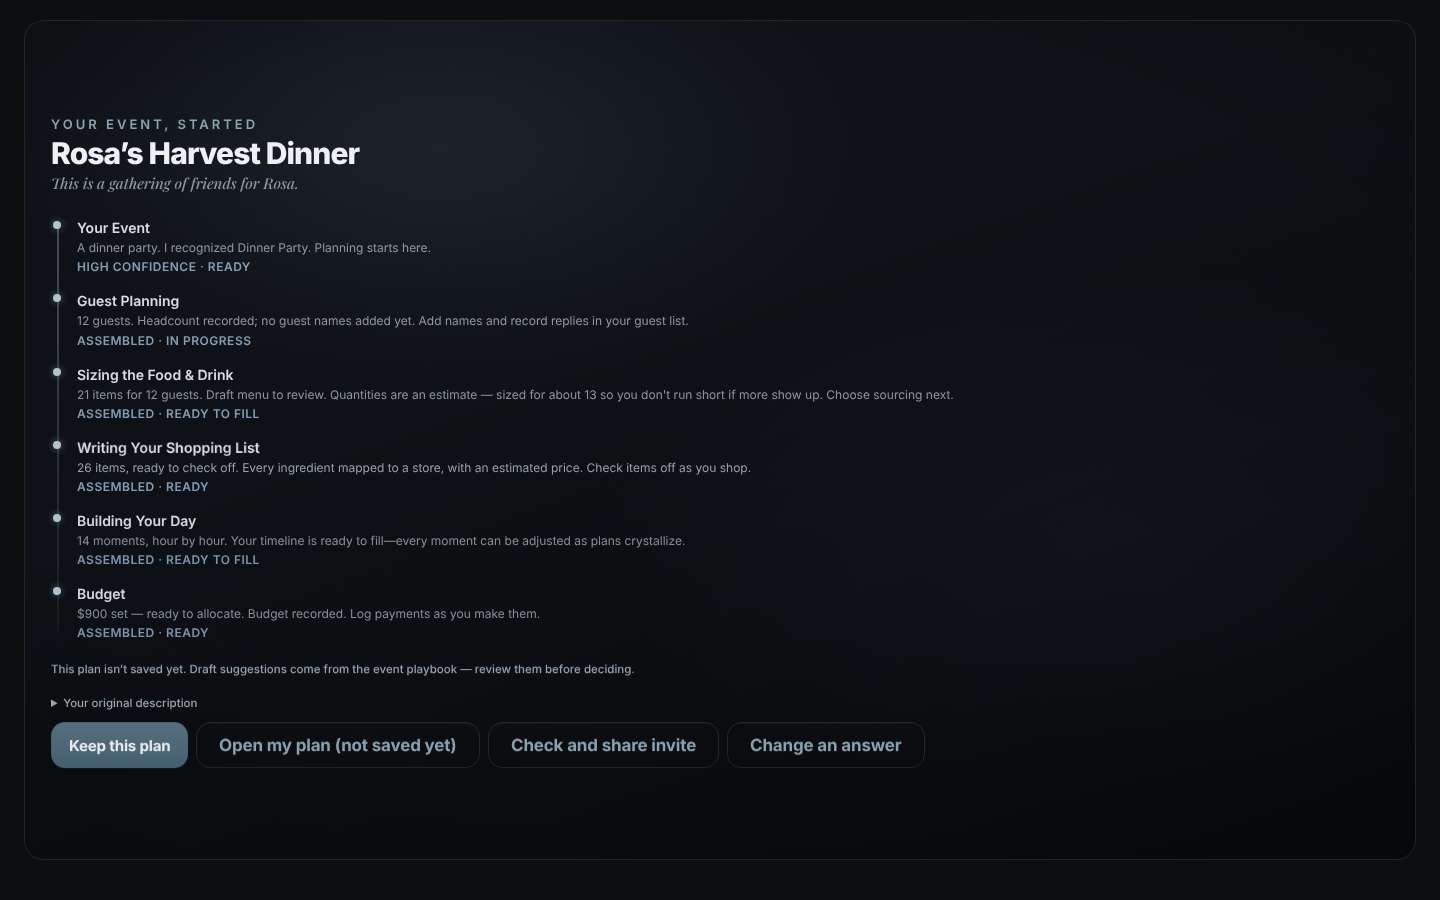 YOUR EVENT, STARTED
Rosa’s Harvest Dinner
This is a gathering of friends for Rosa.
Your Event
A dinner party. I recognized Dinner Party. Planning starts here.
HIGH CONFIDENCE · READY
Guest Planning
12 guests. Headcount recorded; no guest names added yet. Add names and record replies in your guest list.
ASSEMBLED · IN PROGRESS
Sizing the Food & Drink
21 items for 12 guests. Draft menu to review. Quantities are an estimate — sized for about 13 so you don't run short if more show up. Choose sourcing next.
ASSEMBLED · READY TO FILL
Writing Your Shopping List
26 items, ready to check off. Every ingredient mapped to a store, with an estimated price. Check items off as you shop.
ASSEMBLED · READY
Building Your Day
14 moments, hour by hour. Your timeline is ready to fill—every moment can be adjusted as plans crystallize.
ASSEMBLED · READY TO FILL
Budget
$900 set — ready to allocate. Budget recorded. Log payments as you make them.
ASSEMBLED · READY
This plan isn't saved yet. Draft suggestions come from the event playbook — review them before deciding.
Your original description
Keep this plan
Open my plan (not saved yet)
Check and share invite
Change an answer